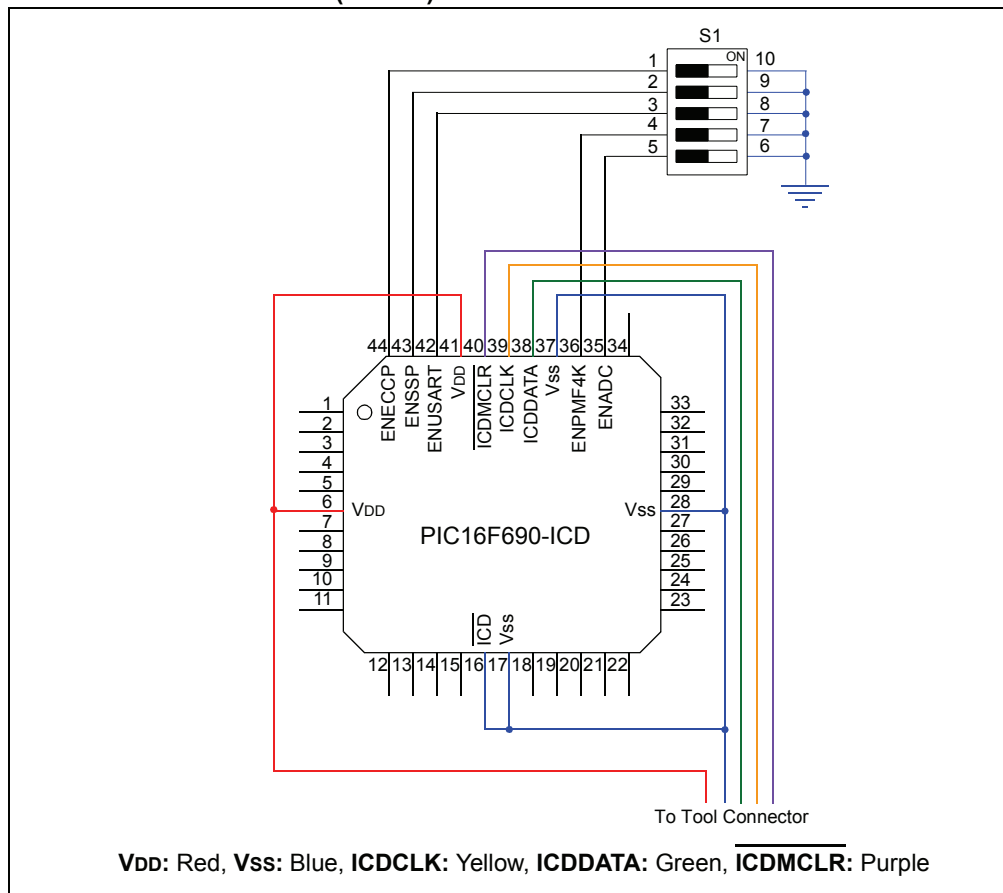 S1
ON
1 10
2 9
3 8
4 7
5 6
44 43 42 41 40 39 38 37 36 35 34
ENECCP
ENSSP
ENUSART
VDD
ICDMCLR
ICDCLK
ICDDATA
Vss
ENPMF4K
ENADC
1 33
2 32
3 31
4 30
5 29
6 VDD Vss 28
7 27
PIC16F690-ICD
8 26
9 25
10 24
11 23
ICD
Vss
12 13 14 15 16 17 18 19 20 21 22
To Tool Connector
VDD: Red, Vss: Blue, ICDCLK: Yellow, ICDDATA: Green, ICDMCLR: Purple